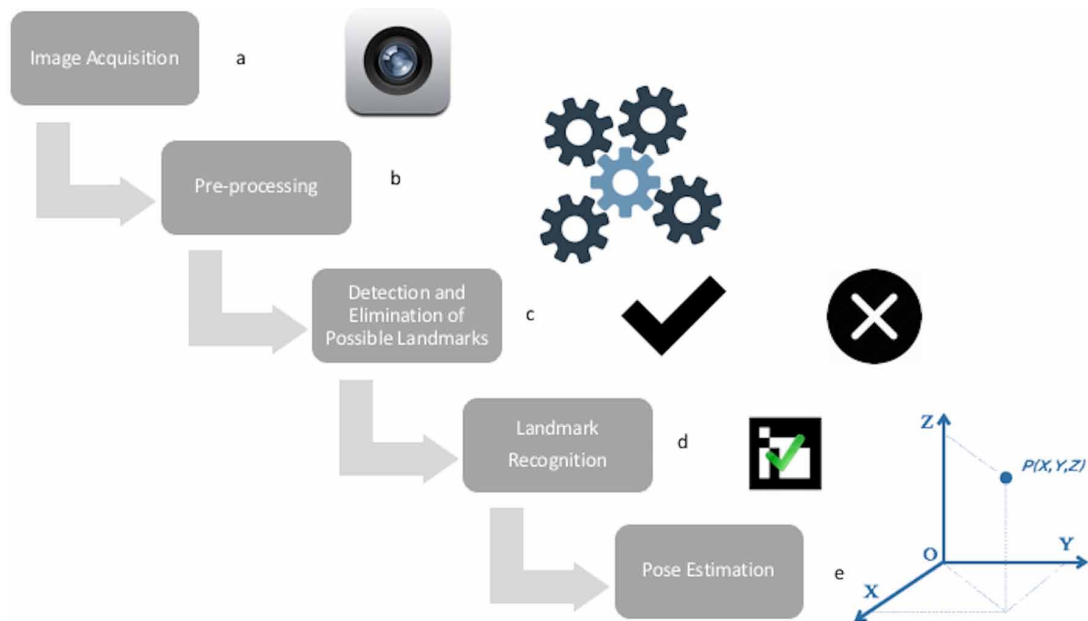 Image Acquisition
a
Pre-processing
b
Detection and
Elimination of
Possible Landmarks
c
Landmark
Recognition
d
Z
P(X,Y,Z)
O
Y
X
Pose Estimation
e